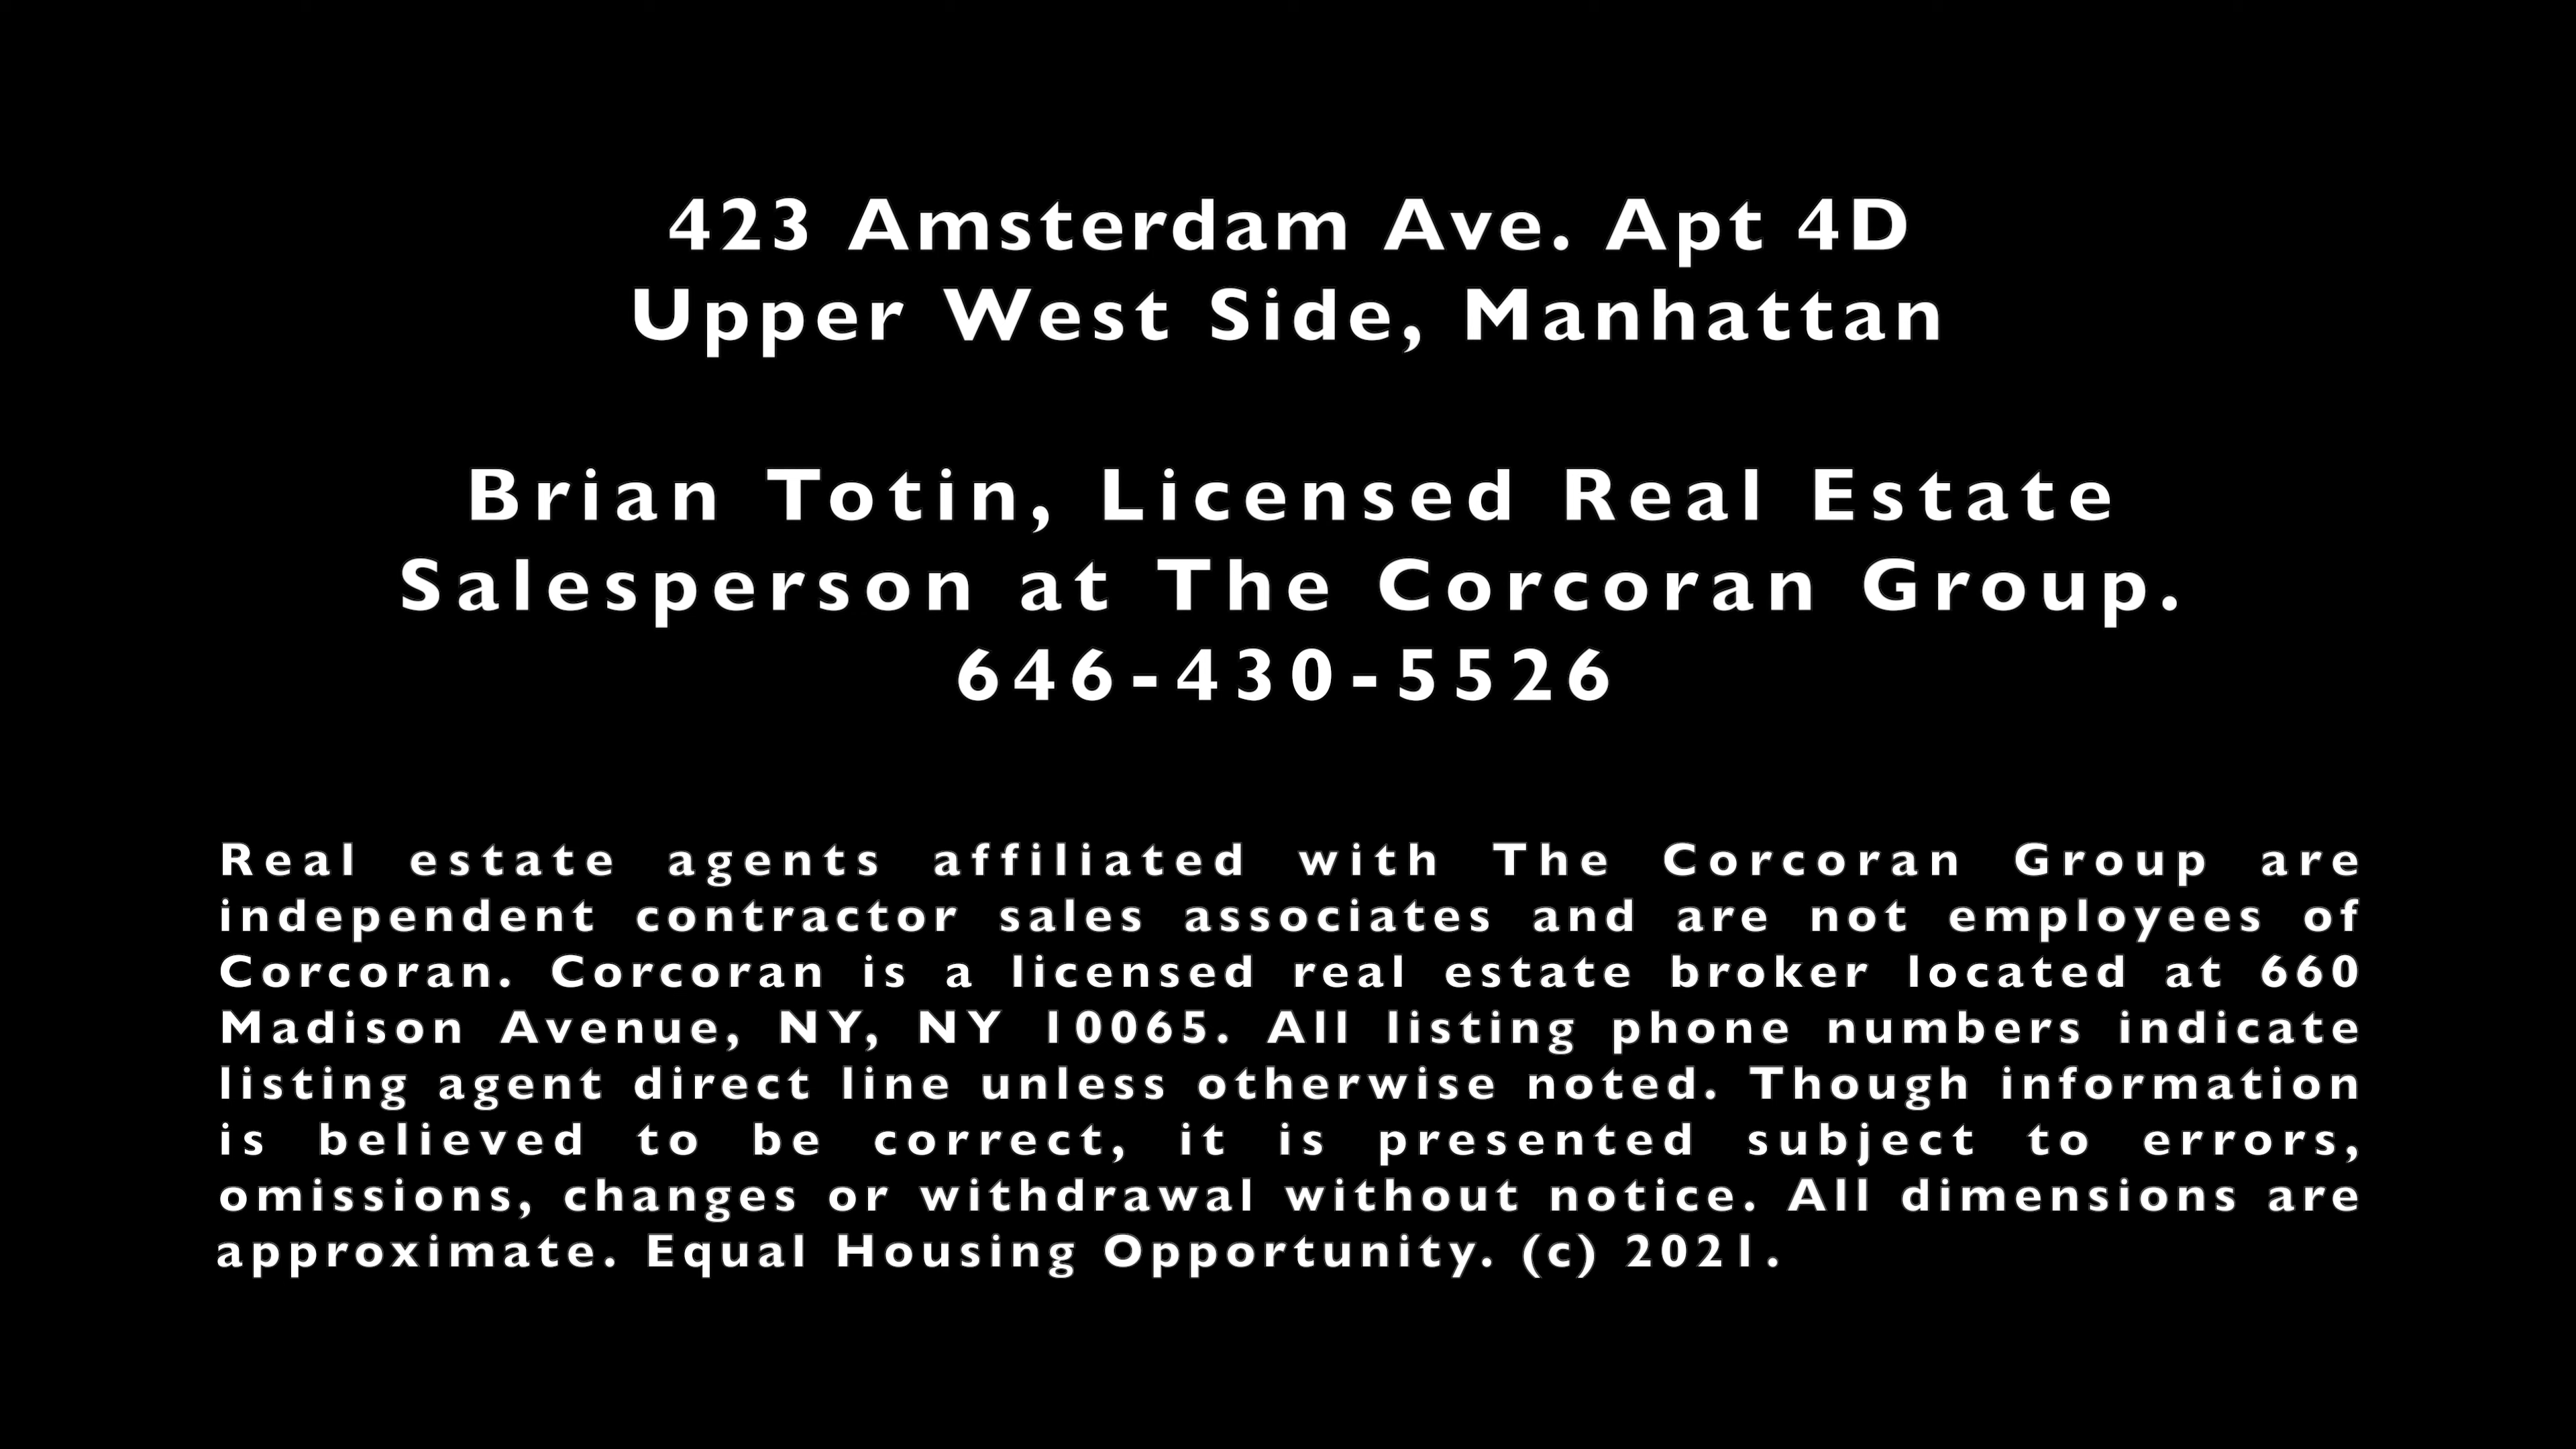 423 Amsterdam Ave. Apt 4D
Upper West Side, Manhattan
Brian Totin, Licensed Real Estate
Salesperson at The Corcoran Group.
646-430-5526
Real estate agents affiliated with The Corcoran Group are
independent contractor sales associates and are not employees of
Corcoran. Corcoran is a licensed real estate broker located at 660
Madison Avenue, NY, NY 10065. All listing phone numbers indicate
listing agent direct line unless otherwise noted. Though information
is believed to be correct, it is presented subject to errors,
omissions, changes or withdrawal without notice. All dimensions are
approximate. Equal Housing Opportunity. (c) 2021.